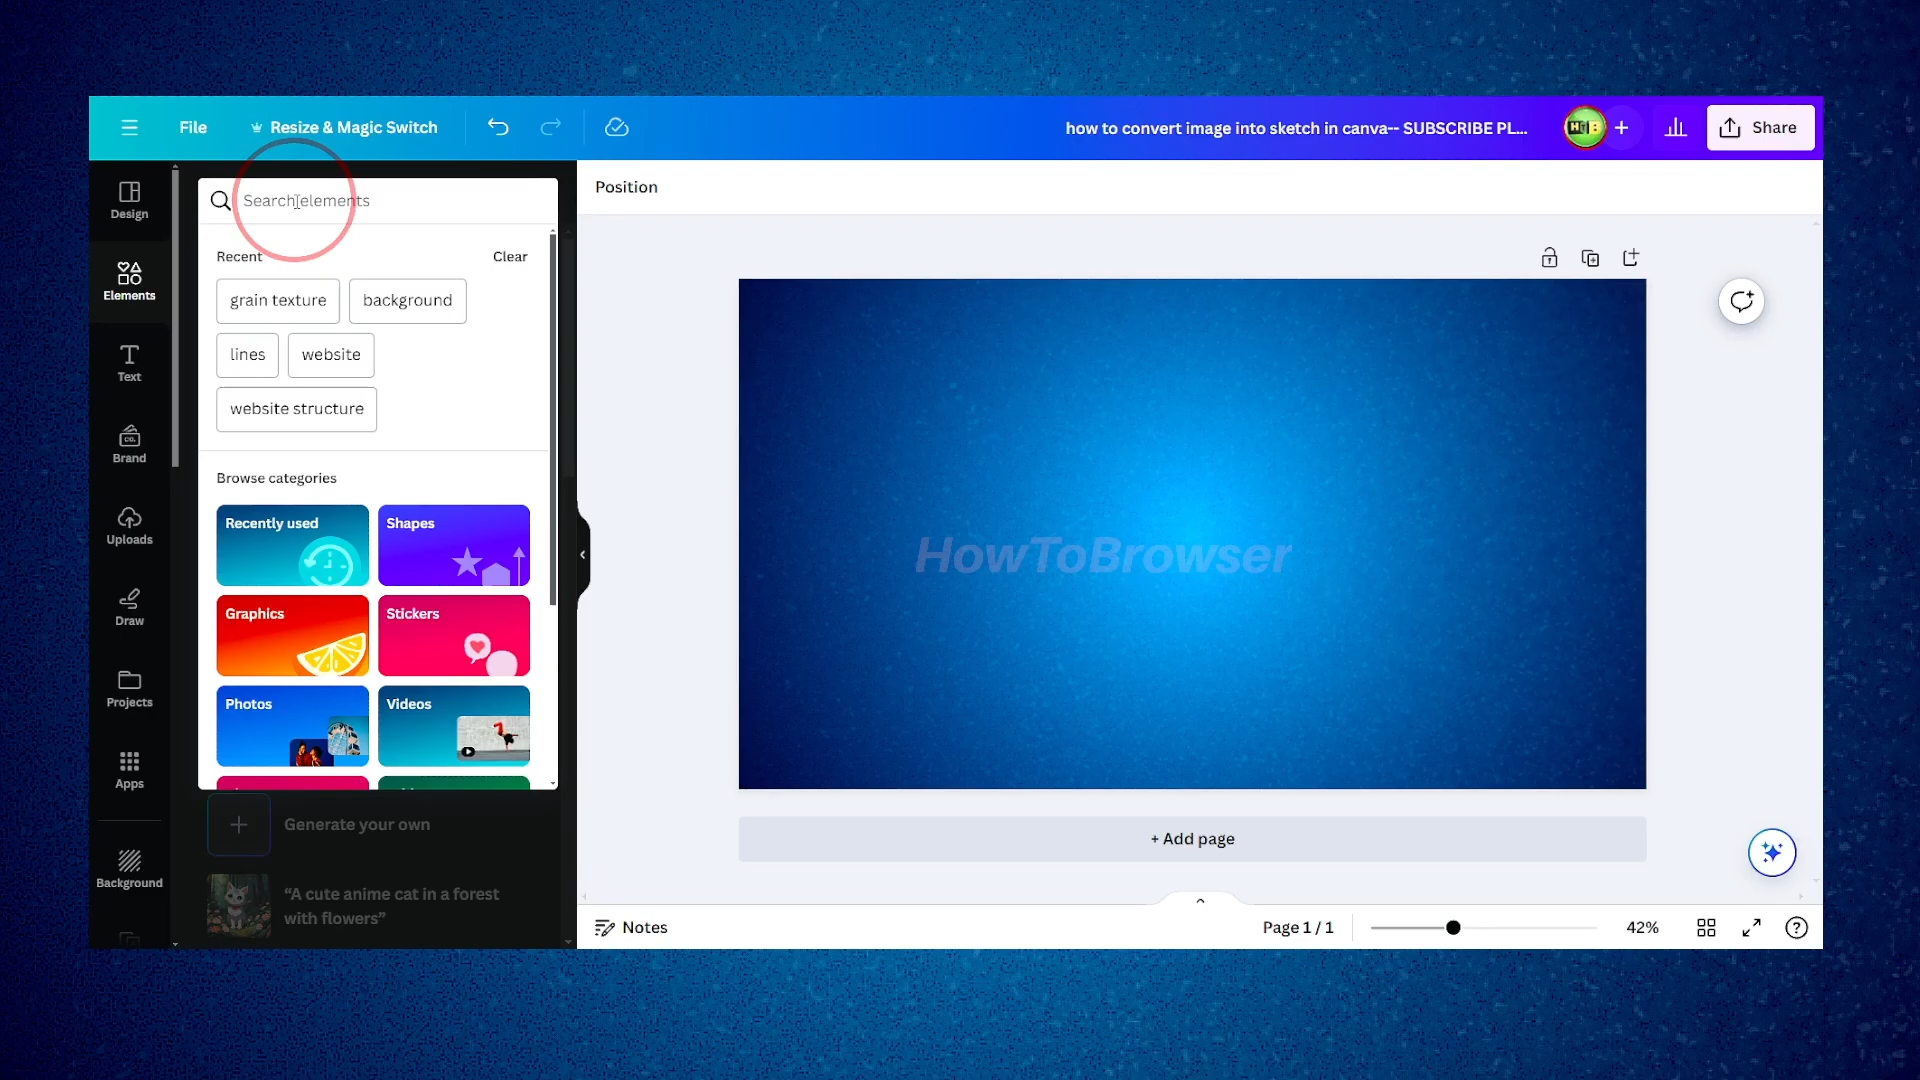 File
Resize & Magic Switch
how to convert image into sketch in canva-- SUBSCRIBE PL...
HTB
Share
Design
Elements
Text
Brand
CO.
Uploads
Draw
Projects
Apps
Background
Search elements
Recent
Clear
grain texture
background
lines
website
website structure
Browse categories
Recently used
Shapes
Graphics
Stickers
Photos
Videos
Generate your own
“A cute anime cat in a forest
with flowers”
Position
HowToBrowser
+ Add page
Notes
Page 1 / 1
42%